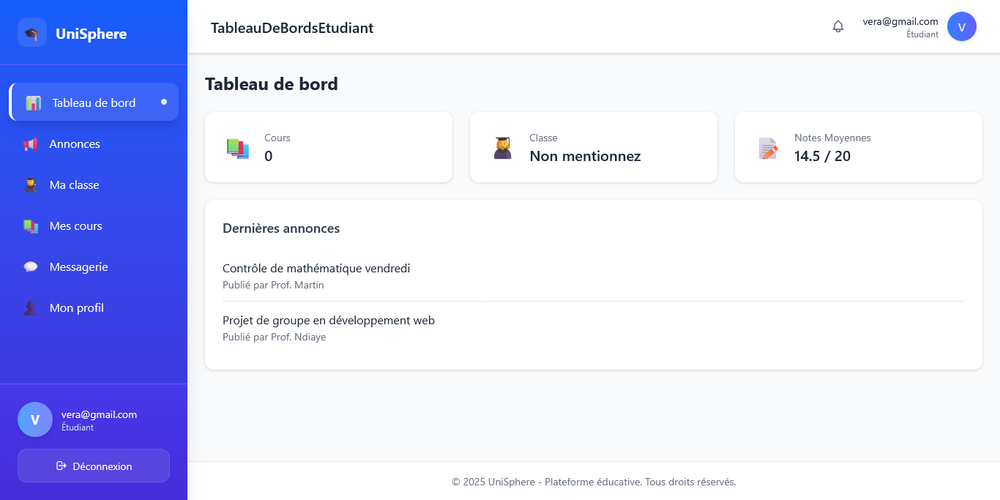 UniSphere
Tableau de bord
Annonces
Ma classe
Mes cours
Messagerie
Mon profil
V
vera@gmail.com
Étudiant
Déconnexion
TableauDeBordsEtudiant
vera@gmail.com
Étudiant
V
Tableau de bord
Cours
0
Classe
Non mentionnez
Notes Moyennes
14.5 / 20
Dernières annonces
Contrôle de mathématique vendredi
Publié par Prof. Martin
Projet de groupe en développement web
Publié par Prof. Ndiaye
© 2025 UniSphere - Plateforme éducative. Tous droits réservés.